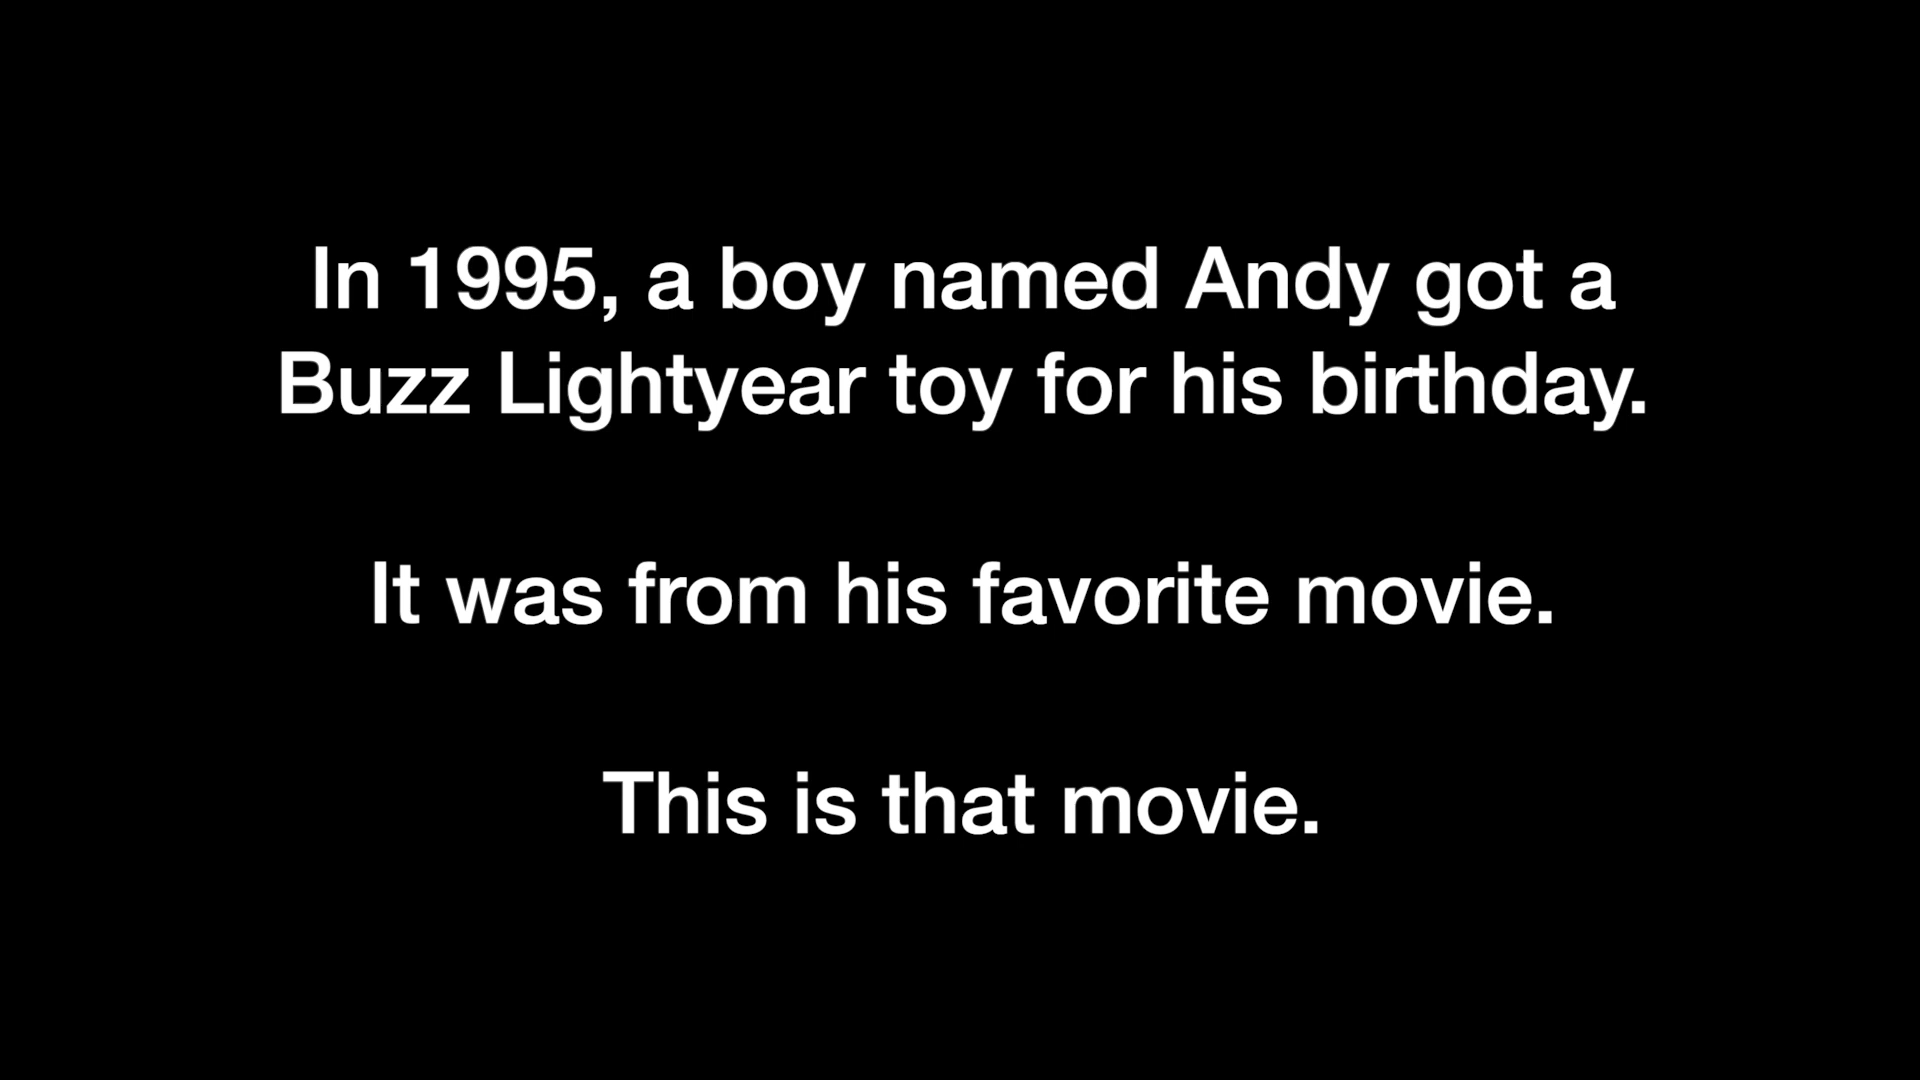 In 1995, a boy named Andy got a
Buzz Lightyear toy for his birthday.
It was from his favorite movie.
This is that movie.